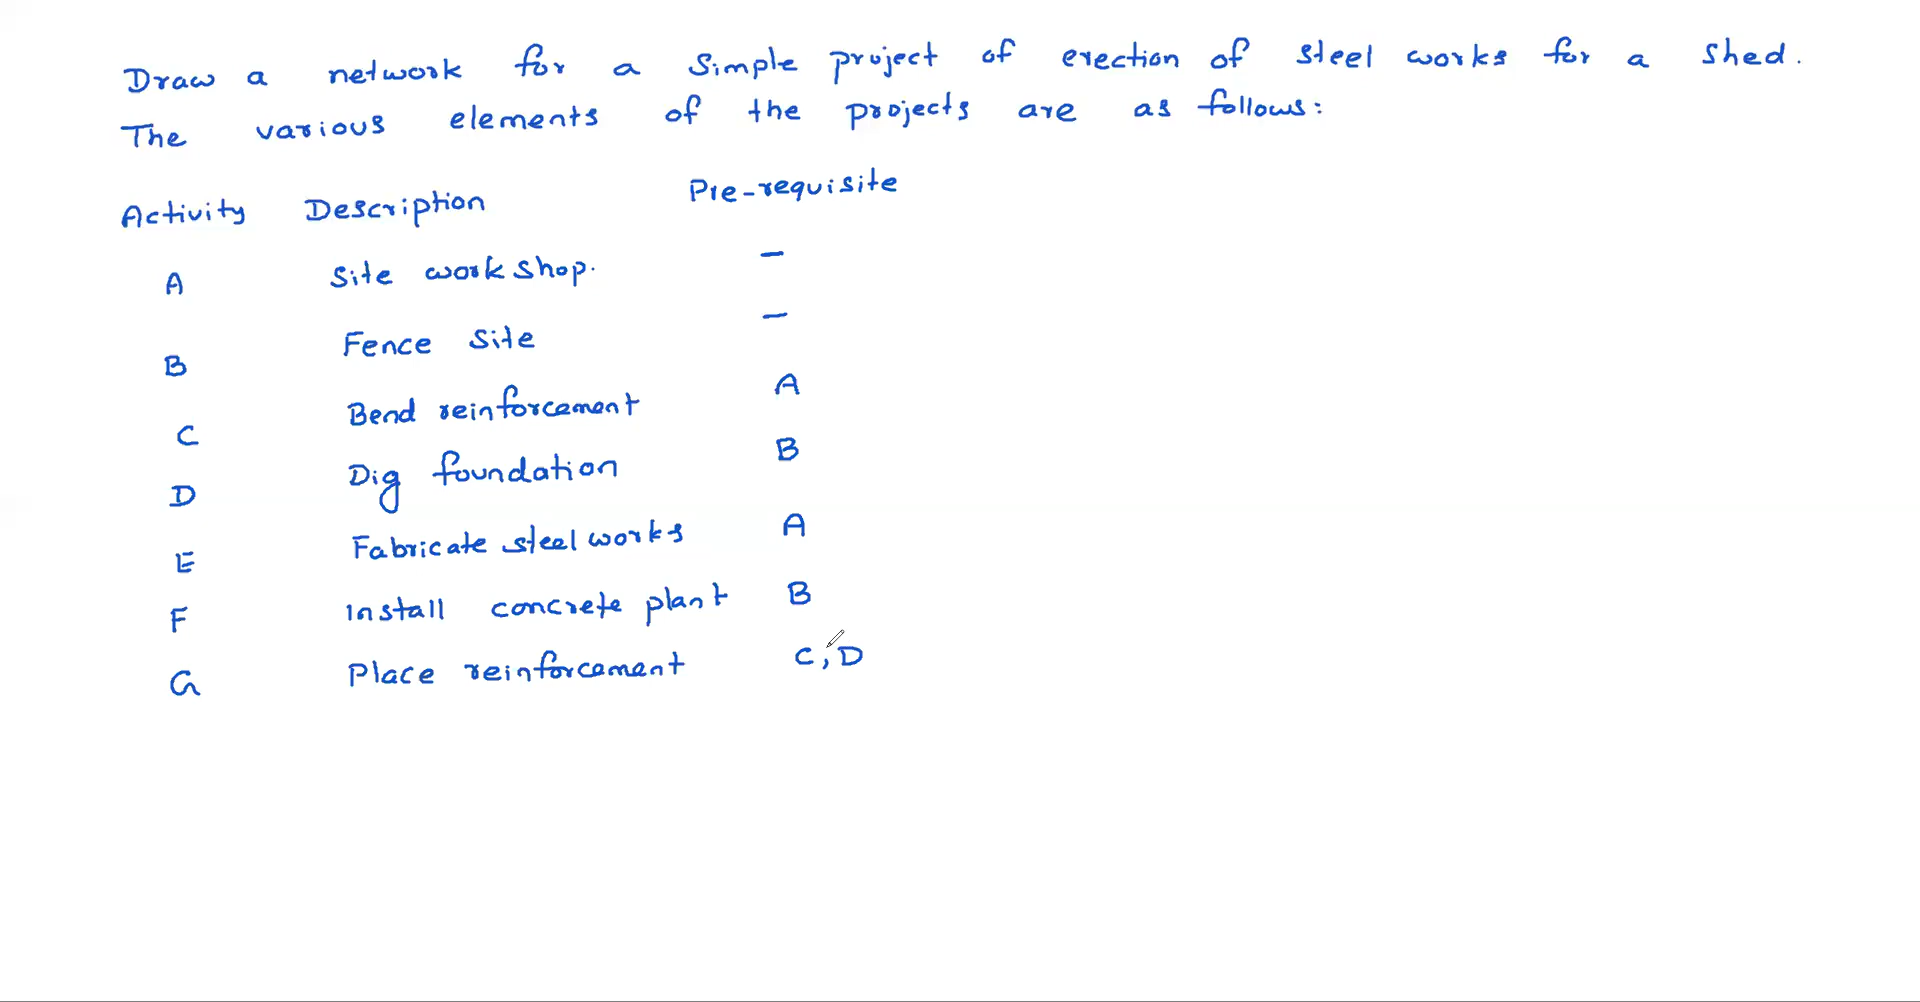 Draw a network for a simple project of erection of steel works for a shed.
The various elements of the projects are as follows:
Activity Description Pre-requisite
A Site workshop. -
B Fence Site -
C Bend reinforcement A
D Dig foundation B
E Fabricate steel works A
F Install concrete plant B
G Place reinforcement C, D